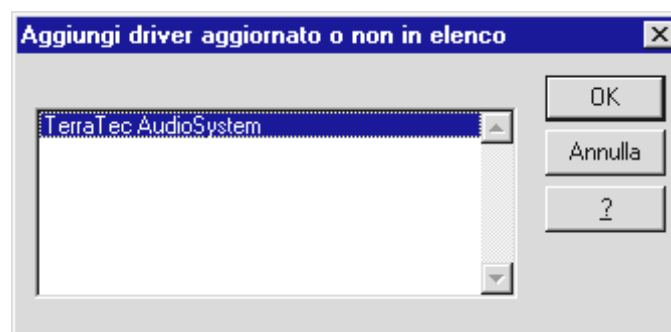 Aggiungi driver aggiornato o non in elenco
TerraTec AudioSystem
OK
Annulla
?